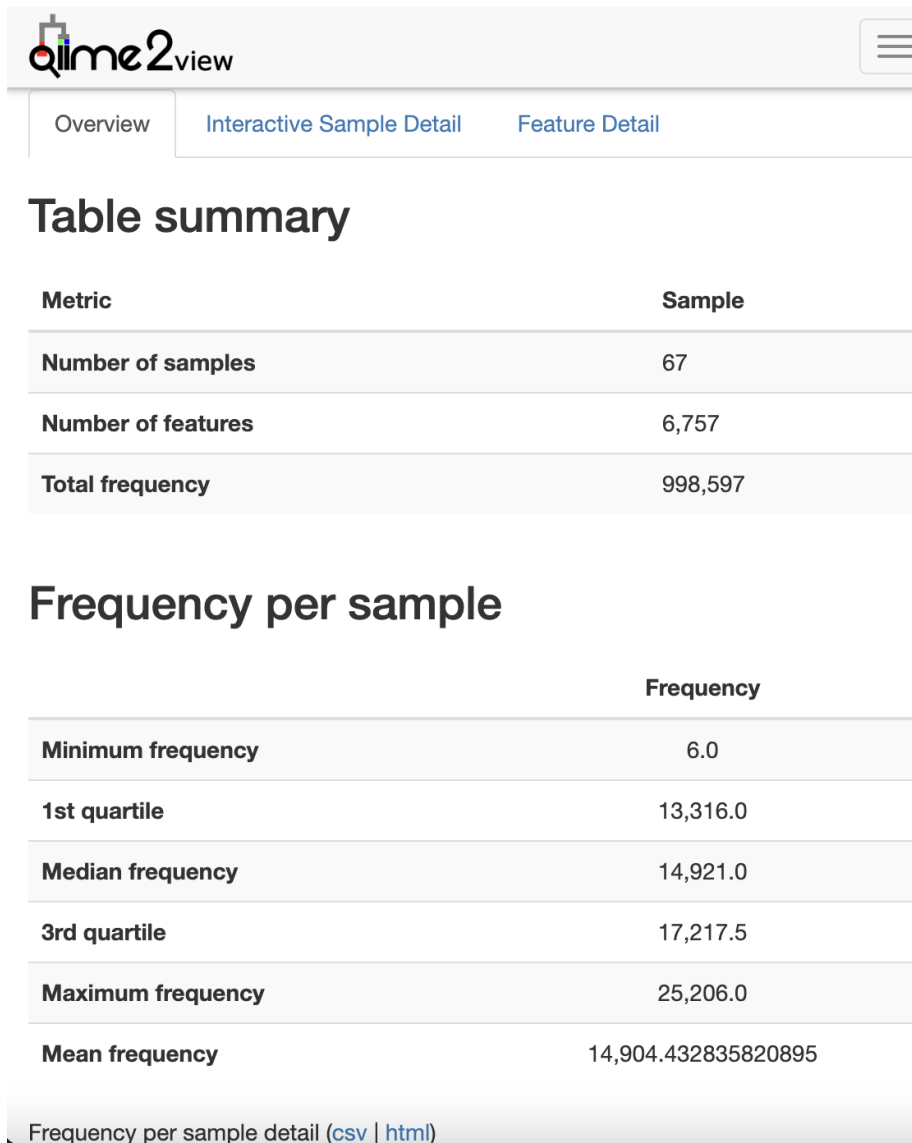 qiime2view
Overview Interactive Sample Detail Feature Detail
Table summary
Metric Sample
Number of samples 67
Number of features 6,757
Total frequency 998,597
Frequency per sample
Frequency
Minimum frequency 6.0
1st quartile 13,316.0
Median frequency 14,921.0
3rd quartile 17,217.5
Maximum frequency 25,206.0
Mean frequency 14,904.432835820895
Frequency per sample detail (csv | html)